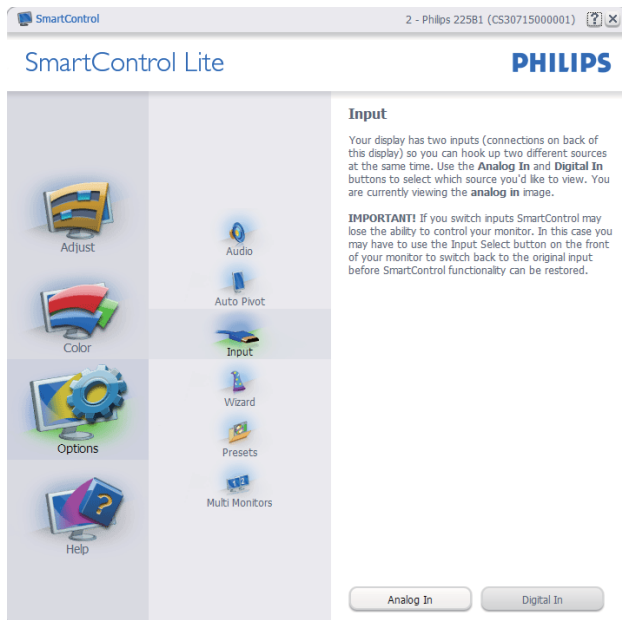 SmartControl
2 - Philips 225B1 (CS30715000001)
?
SmartControl Lite
PHILIPS
Adjust
Color
Options
Help
Audio
Auto Pivot
Input
Wizard
Presets
Multi Monitors
Input
Your display has two inputs (connections on back of
this display) so you can hook up two different sources
at the same time. Use the Analog In and Digital In
buttons to select which source you'd like to view. You
are currently viewing the analog in image.
IMPORTANT! If you switch inputs SmartControl may
lose the ability to control your monitor. In this case you
may have to use the Input Select button on the front
of your monitor to switch back to the original input
before SmartControl functionality can be restored.
Analog In
Digital In